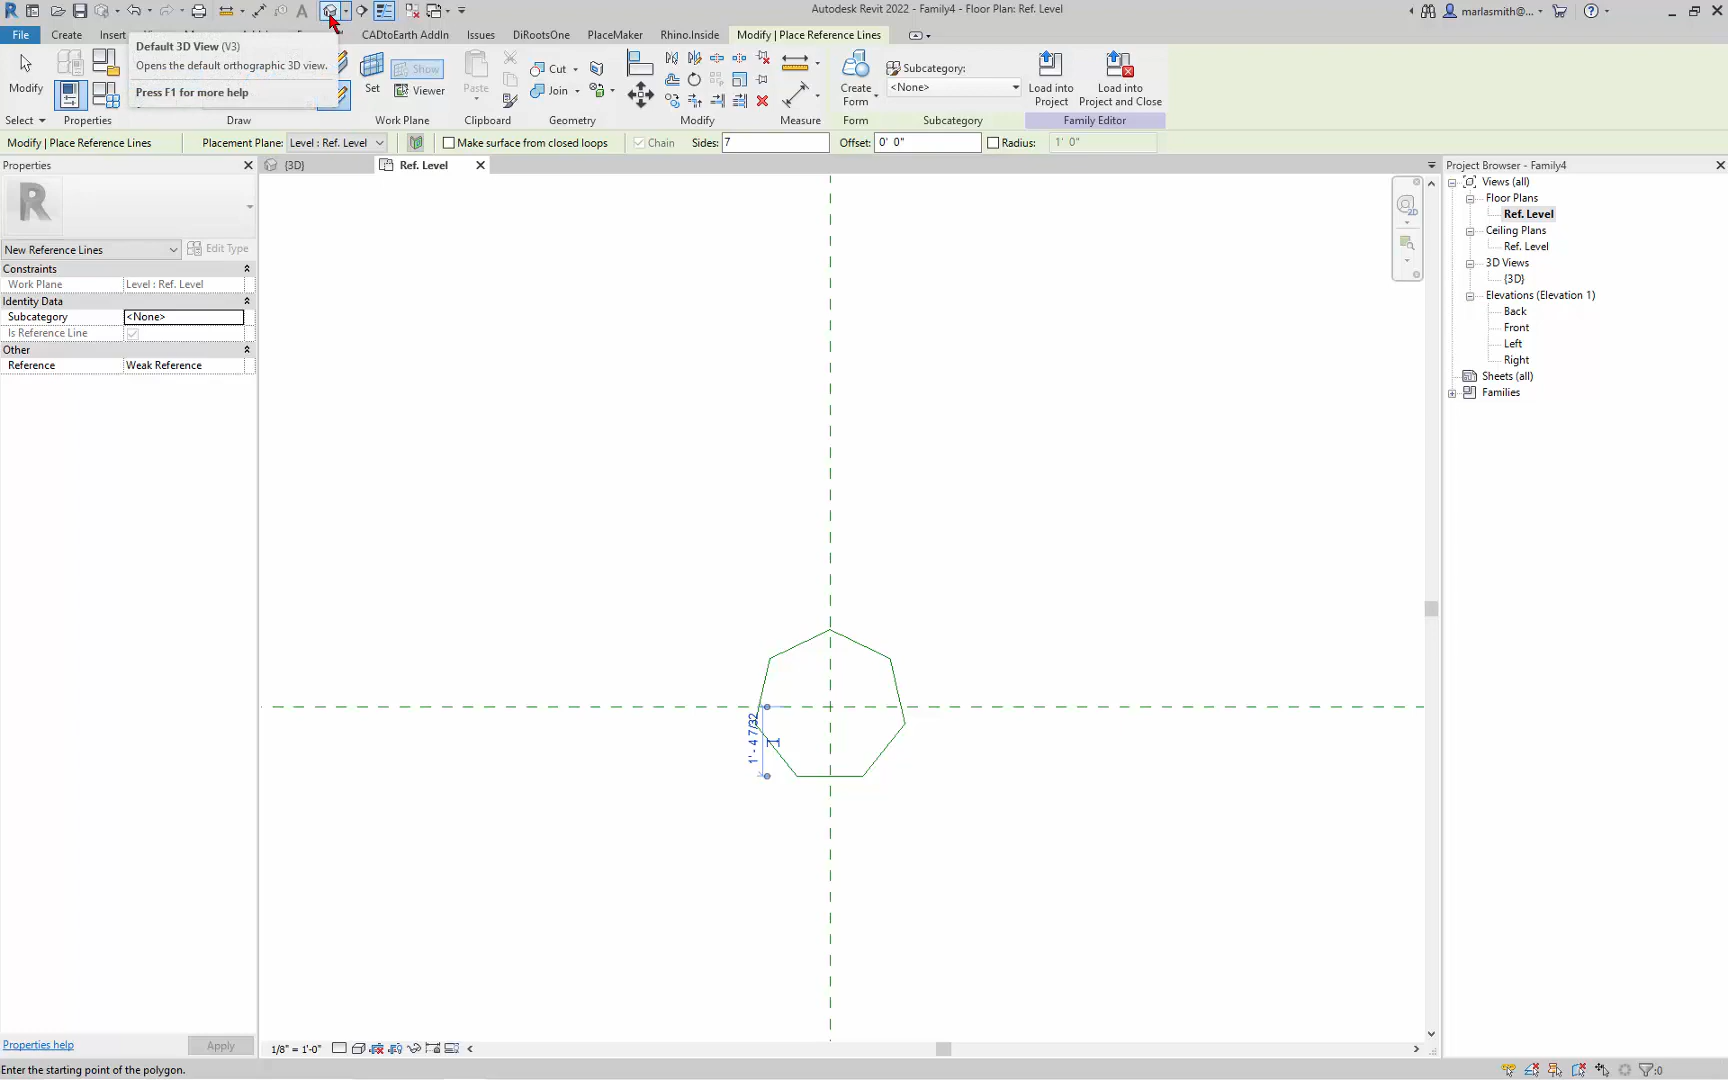 Autodesk Revit 2022 - Family4 - Floor Plan: Ref. Level
marlasmith@...
File Create Insert CADtoEarth AddIn Issues DiRootsOne PlaceMaker Rhino.Inside Modify | Place Reference Lines
Default 3D View (V3)
Opens the default orthographic 3D view.
Press F1 for more help
Modify
Set
Show
Viewer
Paste
Cut
Join
Create Form
Subcategory:
<None>
Load into Project
Load into Project and Close
Select Properties Draw Work Plane Clipboard Geometry Modify Measure Form Subcategory Family Editor
Modify | Place Reference Lines Placement Plane: Level : Ref. Level Make surface from closed loops Chain Sides: 7 Offset: 0' 0" Radius: 1' 0"
Properties
{3D} Ref. Level
R
New Reference Lines Edit Type
Constraints
Work Plane Level : Ref. Level
Identity Data
Subcategory <None>
Is Reference Line
Other
Reference Weak Reference
1' - 4 7/32
2D
Project Browser - Family4
Views (all)
Floor Plans
Ref. Level
Ceiling Plans
Ref. Level
3D Views
{3D}
Elevations (Elevation 1)
Back
Front
Left
Right
Sheets (all)
Families
Properties help Apply
1/8" = 1'-0"
Enter the starting point of the polygon.
:0